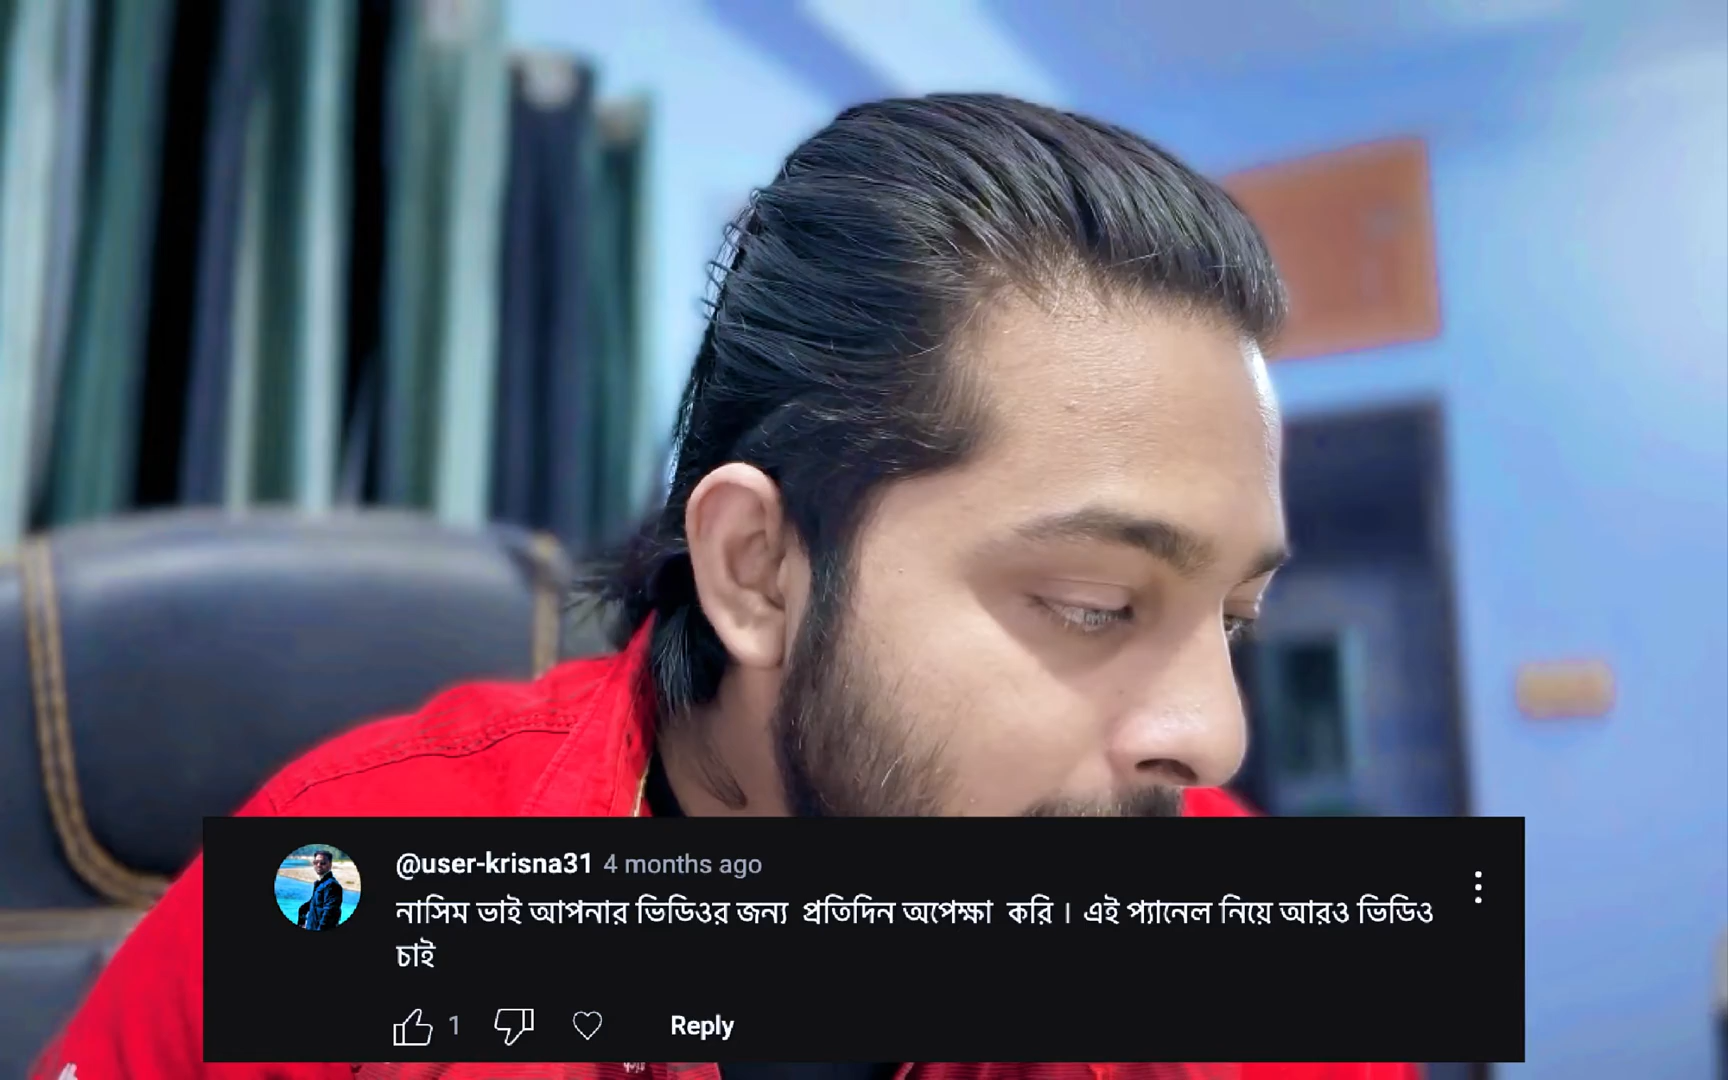 @user-krisna31 4 months ago
নাসিম ভাই আপনার ভিডিওর জন্য প্রতিদিন অপেক্ষা করি । এই প্যানেল নিয়ে আরও ভিডিও
চাই
1 Reply